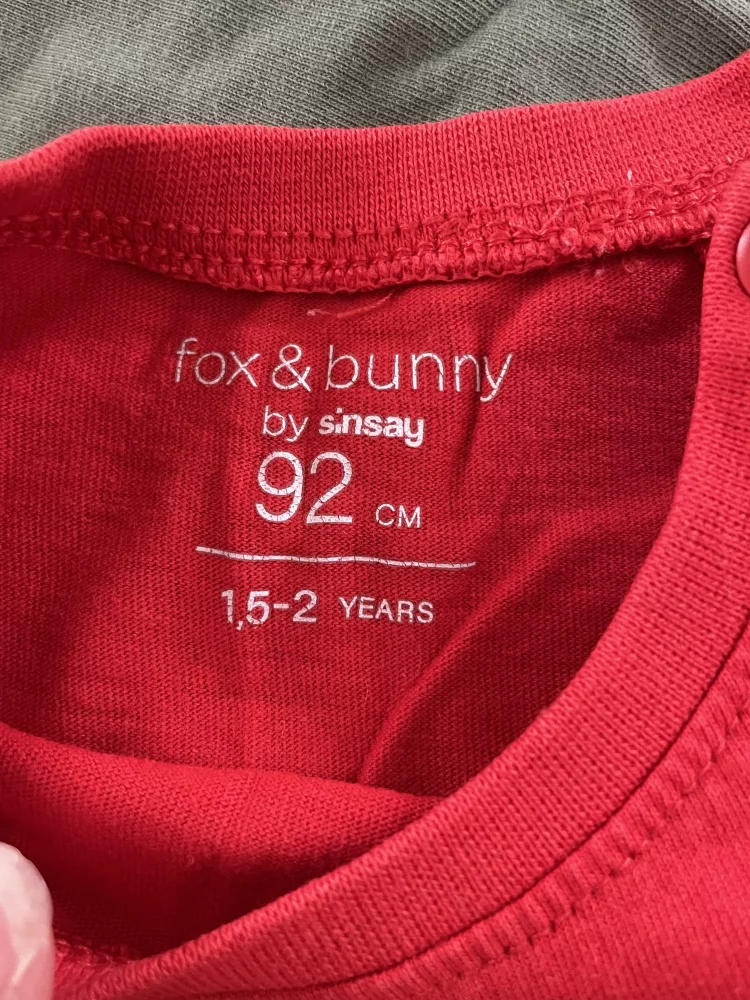 fox & bunny
by sinsay
92 CM
1,5-2 YEARS